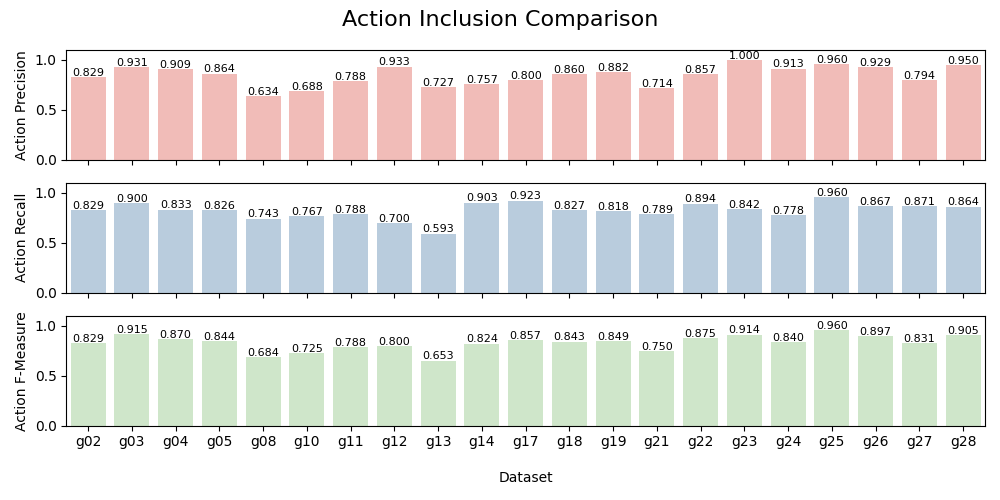 Action Inclusion Comparison
Action Precision
1.0
0.5
0.0
0.829 0.931 0.909 0.864 0.634 0.688 0.788 0.933 0.727 0.757 0.800 0.860 0.882 0.714 0.857 1.000 0.913 0.960 0.929 0.794 0.950
Action Recall
1.0
0.5
0.0
0.829 0.900 0.833 0.826 0.743 0.767 0.788 0.700 0.593 0.903 0.923 0.827 0.818 0.789 0.894 0.842 0.778 0.960 0.867 0.871 0.864
Action F-Measure
1.0
0.5
0.0
0.829 0.915 0.870 0.844 0.684 0.725 0.788 0.800 0.653 0.824 0.857 0.843 0.849 0.750 0.875 0.914 0.840 0.960 0.897 0.831 0.905
g02 g03 g04 g05 g08 g10 g11 g12 g13 g14 g17 g18 g19 g21 g22 g23 g24 g25 g26 g27 g28
Dataset